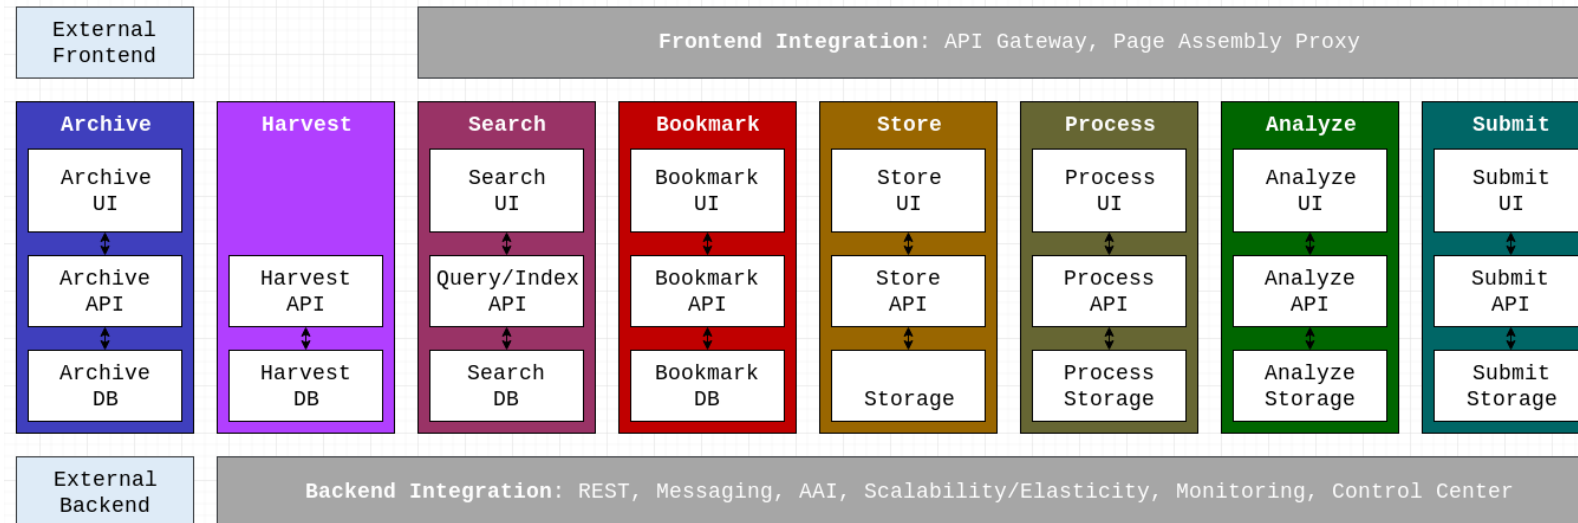 External
Frontend
Frontend Integration: API Gateway, Page Assembly Proxy
Archive
Archive
UI
Archive
API
Archive
DB
Harvest
Harvest
API
Harvest
DB
Search
Search
UI
Query/Index
API
Search
DB
Bookmark
Bookmark
UI
Bookmark
API
Bookmark
DB
Store
Store
UI
Store
API
Storage
Process
Process
UI
Process
API
Process
Storage
Analyze
Analyze
UI
Analyze
API
Analyze
Storage
Submit
Submit
UI
Submit
API
Submit
Storage
External
Backend
Backend Integration: REST, Messaging, AAI, Scalability/Elasticity, Monitoring, Control Center